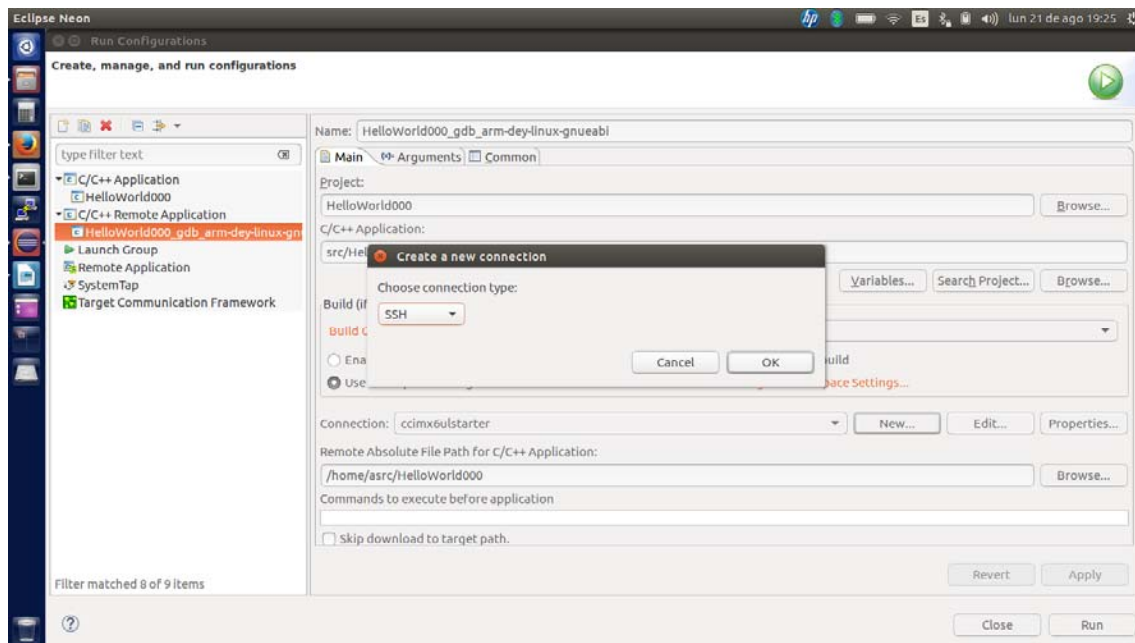 Eclipse Neon
hp
Es
lun 21 de ago 19:25
Run Configurations
Create, manage, and run configurations
type filter text
C/C++ Application
HelloWorld000
C/C++ Remote Application
HelloWorld000_gdb_arm-dey-linux-gn
Launch Group
Remote Application
SystemTap
Target Communication Framework
Filter matched 8 of 9 items
Name: HelloWorld000_gdb_arm-dey-linux-gnueabi
Main
Arguments
Common
Project:
HelloWorld000
Browse...
C/C++ Application:
src/Hel
Variables...
Search Project...
Browse...
Build (if
Build C
Ena
uild
Use
ace Settings...
Create a new connection
Choose connection type:
SSH
Cancel
OK
Connection: ccimx6ulstarter
New...
Edit...
Properties...
Remote Absolute File Path for C/C++ Application:
/home/asrc/HelloWorld000
Browse...
Commands to execute before application
Skip download to target path.
Revert
Apply
Close
Run